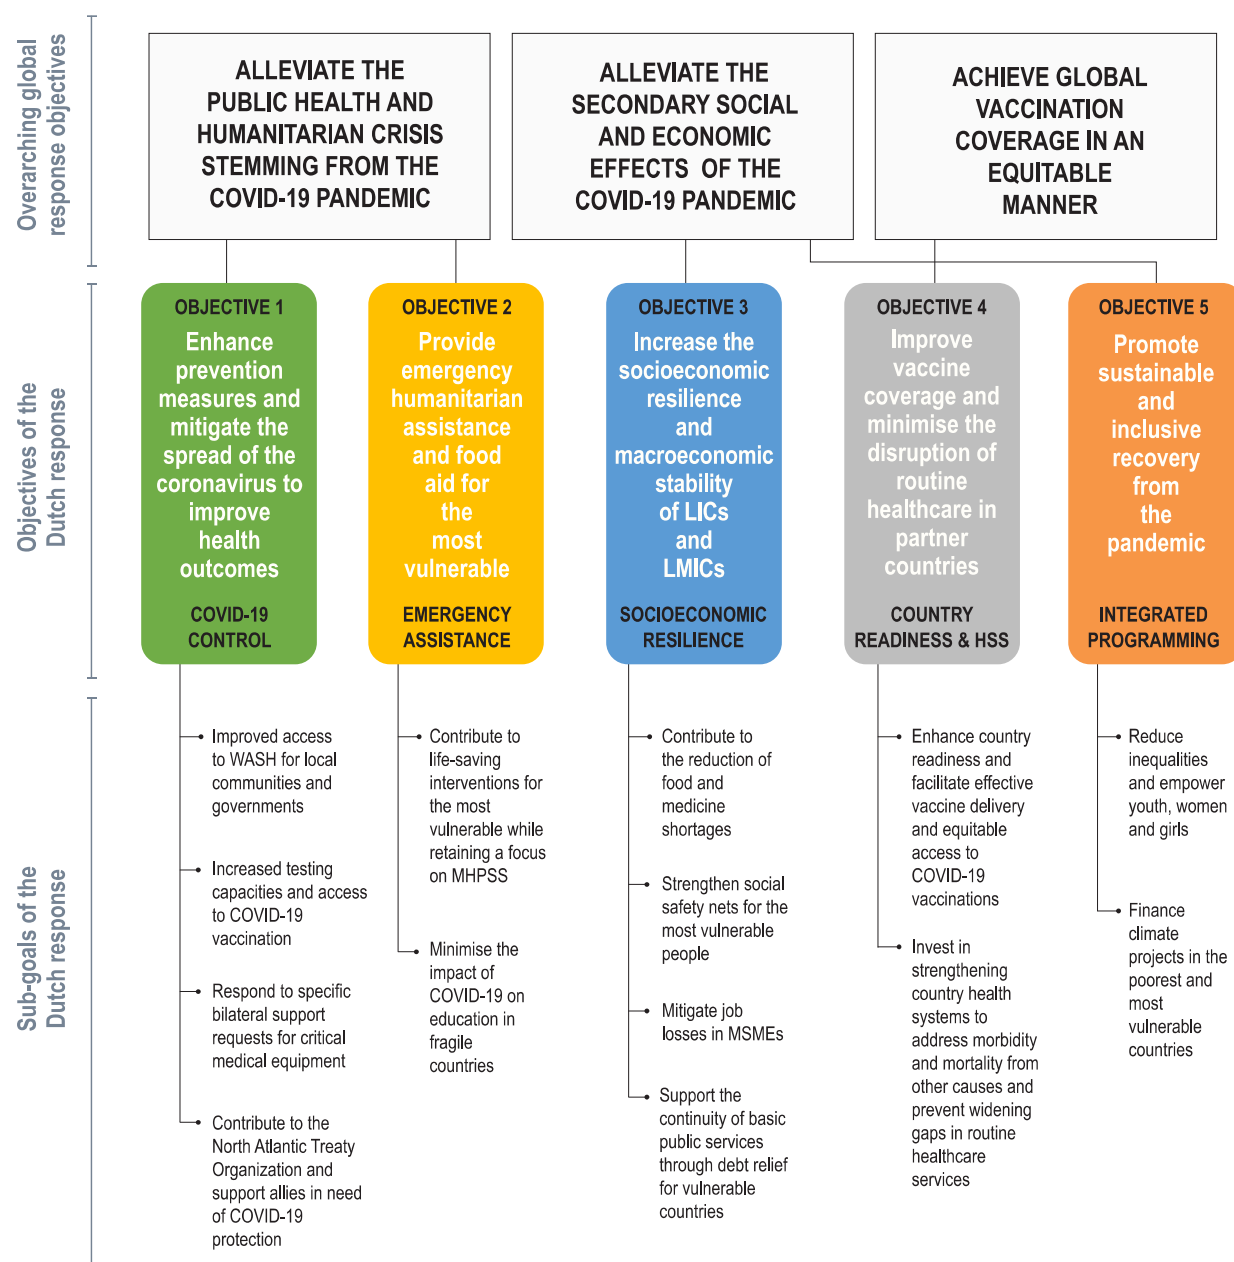 Overarching global
response objectives
ALLEVIATE THE
PUBLIC HEALTH AND
HUMANITARIAN CRISIS
STEMMING FROM THE
COVID-19 PANDEMIC
ALLEVIATE THE
SECONDARY SOCIAL
AND ECONOMIC
EFFECTS OF THE
COVID-19 PANDEMIC
ACHIEVE GLOBAL
VACCINATION
COVERAGE IN AN
EQUITABLE
MANNER
Objectives of the
Dutch response
OBJECTIVE 1
Enhance
prevention
measures and
mitigate the
spread of the
coronavirus to
improve
health
outcomes
COVID-19
CONTROL
OBJECTIVE 2
Provide
emergency
humanitarian
assistance
and food
aid for
the
most
vulnerable
EMERGENCY
ASSISTANCE
OBJECTIVE 3
Increase the
socioeconomic
resilience
and
macroeconomic
stability
of LICs
and
LMICs
SOCIOECONOMIC
RESILIENCE
OBJECTIVE 4
Improve
vaccine
coverage and
minimise the
disruption of
routine
healthcare in
partner
countries
COUNTRY
READINESS & HSS
OBJECTIVE 5
Promote
sustainable
and
inclusive
recovery
from
the
pandemic
INTEGRATED
PROGRAMMING
Sub-goals of the
Dutch response
Improved access
to WASH for local
communities and
governments
Increased testing
capacities and access
to COVID-19
vaccination
Respond to specific
bilateral support
requests for critical
medical equipment
Contribute to the
North Atlantic Treaty
Organization and
support allies in need
of COVID-19
protection
Contribute to
life-saving
interventions for
the most
vulnerable while
retaining a focus
on MHPSS
Minimise the
impact of
COVID-19 on
education in
fragile
countries
Contribute to
the reduction of
food and
medicine
shortages
Strengthen social
safety nets for the
most vulnerable
people
Mitigate job
losses in MSMEs
Support the
continuity of basic
public services
through debt relief
for vulnerable
countries
Enhance country
readiness and
facilitate effective
vaccine delivery
and equitable
access to
COVID-19
vaccinations
Invest in
strengthening
country health
systems to
address morbidity
and mortality from
other causes and
prevent widening
gaps in routine
healthcare
services
Reduce
inequalities
and empower
youth, women
and girls
Finance
climate
projects in the
poorest and
most
vulnerable
countries